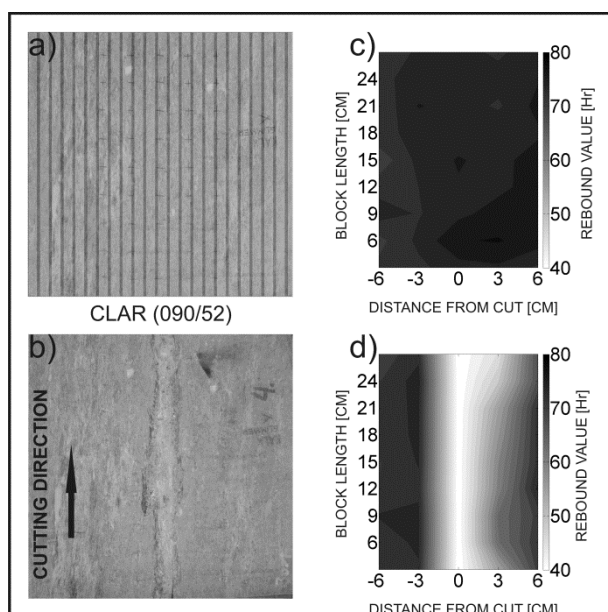 a)
CLAR (090/52)
b)
CUTTING DIRECTION
4.
c)
BLOCK LENGTH [CM]
24
21
18
15
12
9
6
-6 -3 0 3 6
DISTANCE FROM CUT [CM]
80
70
60
50
40
REBOUND VALUE [Hr]
d)
BLOCK LENGTH [CM]
24
21
18
15
12
9
6
-6 -3 0 3 6
DISTANCE FROM CUT [CM]
80
70
60
50
40
REBOUND VALUE [Hr]